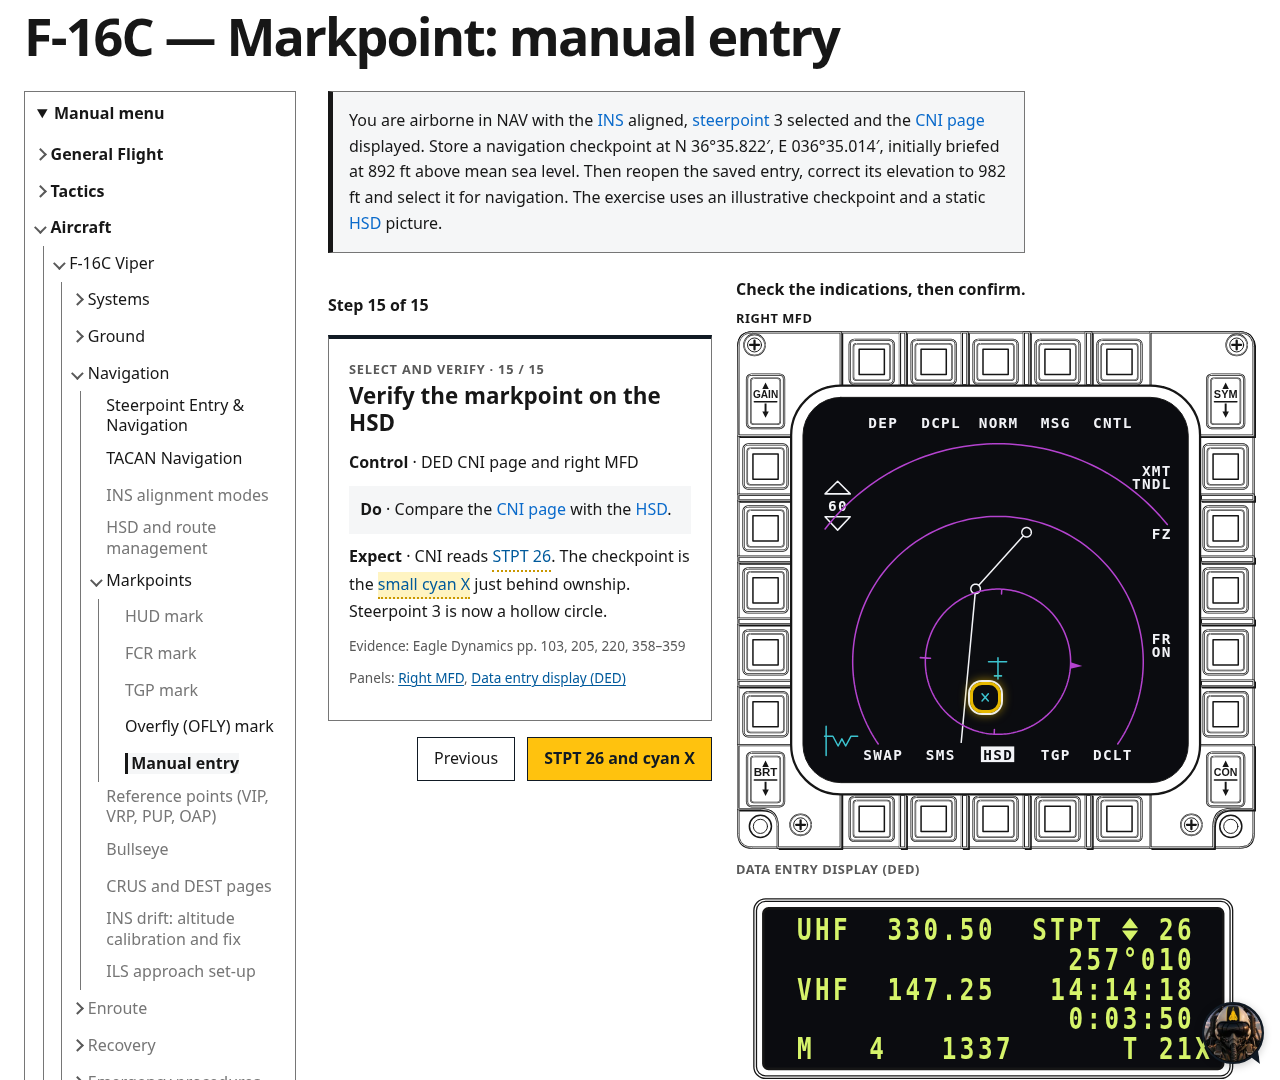 F-16C — Markpoint: manual entry
Manual menu
General Flight
Tactics
Aircraft
F-16C Viper
Systems
Ground
Navigation
Steerpoint Entry &
Navigation
TACAN Navigation
INS alignment modes
HSD and route
management
Markpoints
HUD mark
FCR mark
TGP mark
Overfly (OFLY) mark
Manual entry
Reference points (VIP,
VRP, PUP, OAP)
Bullseye
CRUS and DEST pages
INS drift: altitude
calibration and fix
ILS approach set-up
Enroute
Recovery
Emergency procedures
You are airborne in NAV with the INS aligned, steerpoint 3 selected and the CNI page
displayed. Store a navigation checkpoint at N 36°35.822′, E 036°35.014′, initially briefed
at 892 ft above mean sea level. Then reopen the saved entry, correct its elevation to 982
ft and select it for navigation. The exercise uses an illustrative checkpoint and a static
HSD picture.
Step 15 of 15
SELECT AND VERIFY · 15 / 15
Verify the markpoint on the
HSD
Control · DED CNI page and right MFD
Do · Compare the CNI page with the HSD.
Expect · CNI reads STPT 26. The checkpoint is
the small cyan X just behind ownship.
Steerpoint 3 is now a hollow circle.
Evidence: Eagle Dynamics pp. 103, 205, 220, 358–359
Panels: Right MFD, Data entry display (DED)
Previous
STPT 26 and cyan X
Check the indications, then confirm.
RIGHT MFD
GAIN
SYM
DEP DCPL NORM MSG CNTL
XMT
TNDL
60
FZ
FR
ON
SWAP SMS HSD TGP DCLT
BRT
CON
DATA ENTRY DISPLAY (DED)
UHF 330.50 STPT 26
257°010
VHF 147.25 14:14:18
0:03:50
M 4 1337 T 21X